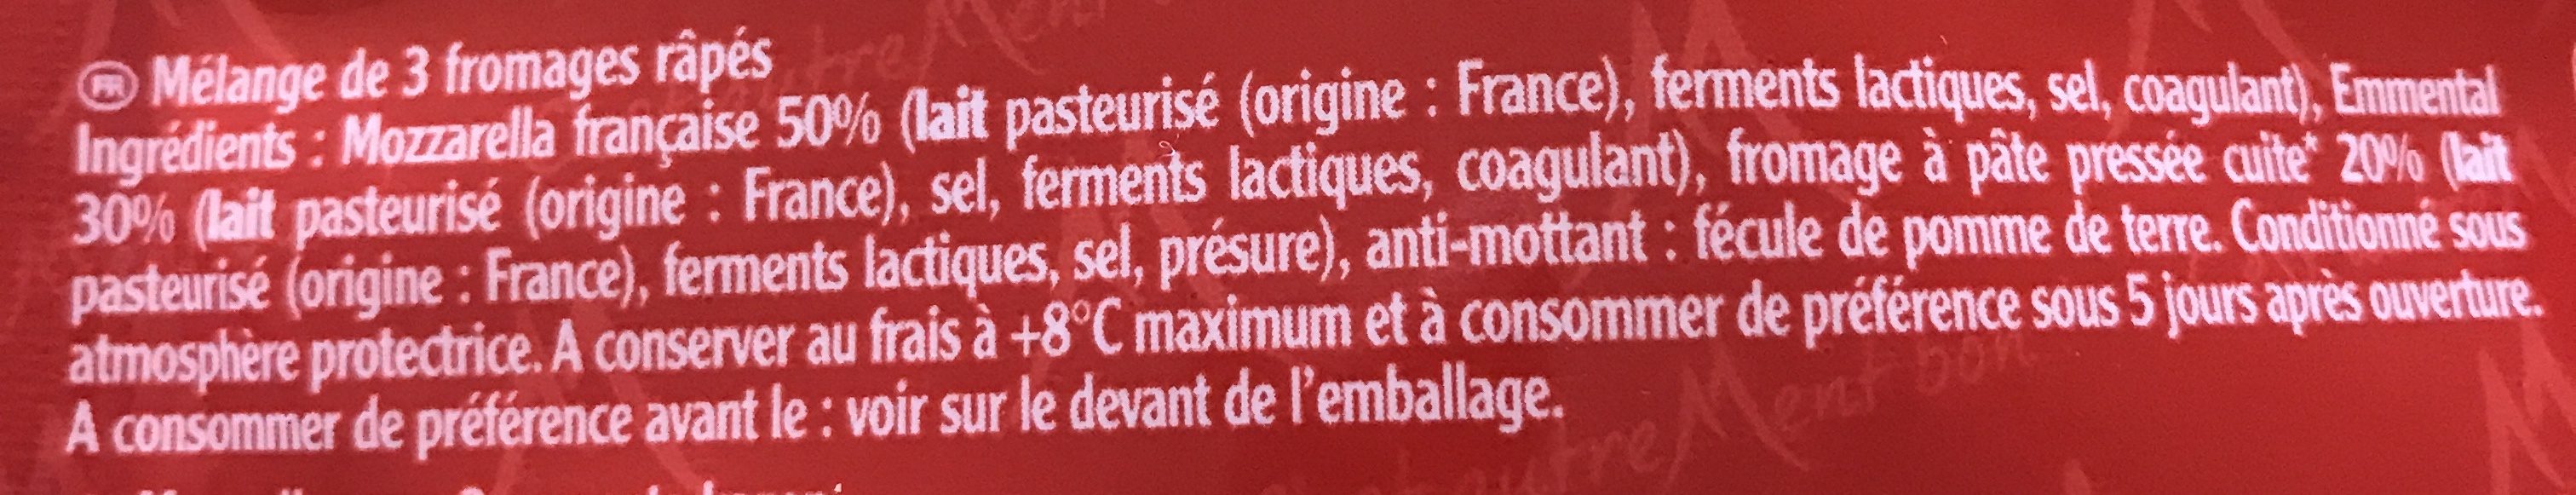 FR Mélange de 3 fromages râpés
Ingrédients : Mozzarella française 50% (lait pasteurisé (origine : France), ferments lactiques, sel, coagulant), Emmental
30% (lait pasteurisé (origine : France), sel, ferments lactiques, coagulant), fromage à pâte pressée cuite* 20% (lait
pasteurisé (origine : France), ferments lactiques, sel, présure), anti-mottant : fécule de pomme de terre. Conditionné sous
atmosphère protectrice. A conserver au frais à +8°C maximum et à consommer de préférence sous 5 jours après ouverture.
A consommer de préférence avant le : voir sur le devant de l'emballage.